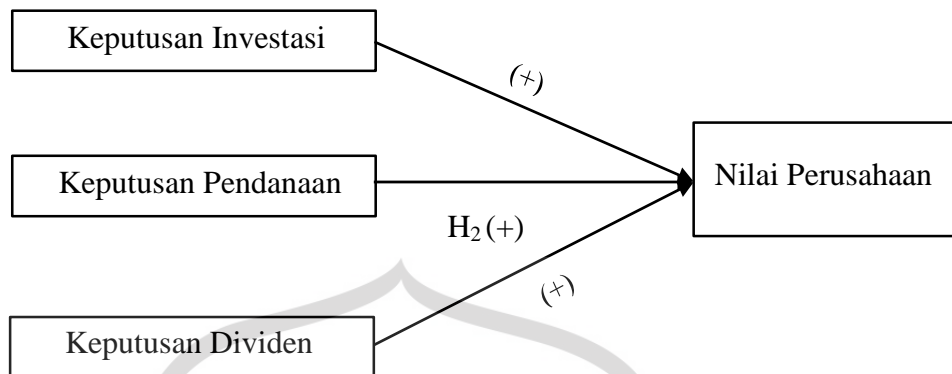 Keputusan Investasi
(+)
Keputusan Pendanaan
Nilai Perusahaan
H₂ (+)
(+)
Keputusan Dividen